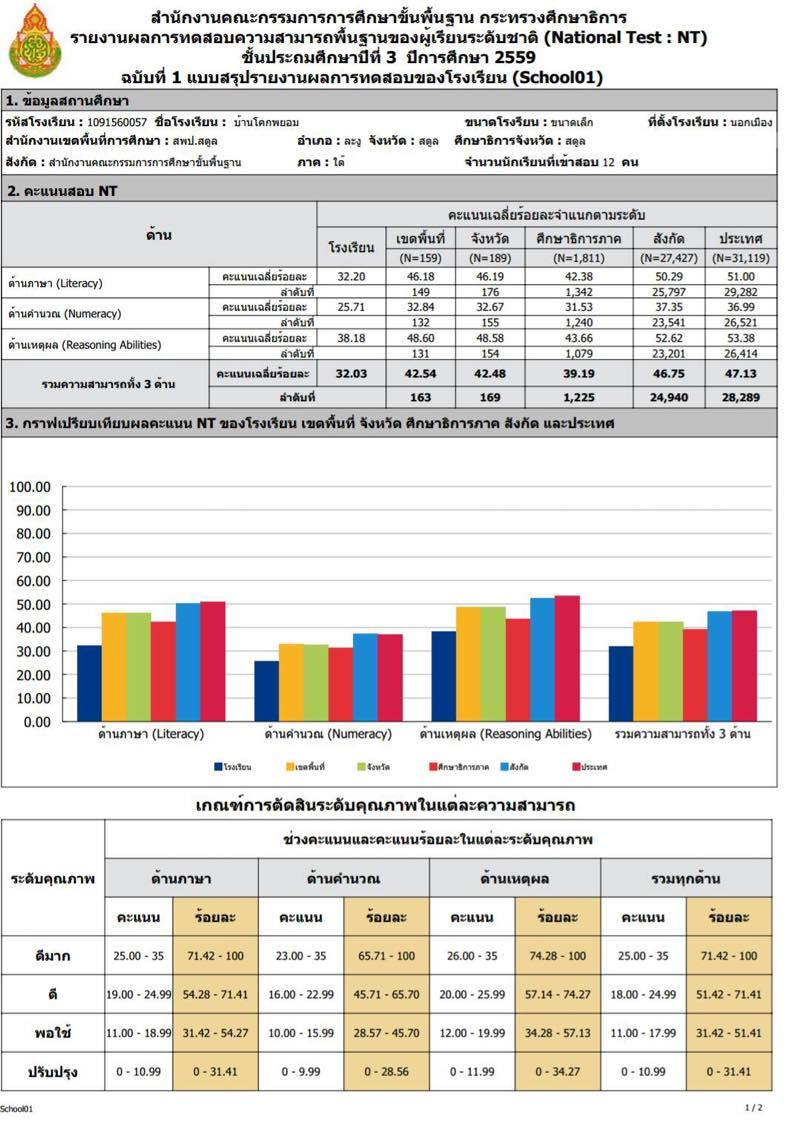 สำนักงานคณะกรรมการการศึกษาขั้นพื้นฐาน กระทรวงศึกษาธิการ
รายงานผลการทดสอบความสามารถพื้นฐานของผู้เรียนระดับชาติ (National Test : NT)
ชั้นประถมศึกษาปีที่ 3 ปีการศึกษา 2559
ฉบับที่ 1 แบบสรุปรายงานผลการทดสอบของโรงเรียน (School01)
1. ข้อมูลสถานศึกษา
รหัสโรงเรียน : 1091560057 ชื่อโรงเรียน : บ้านโคกพยอม ขนาดโรงเรียน : ขนาดเล็ก ที่ตั้งโรงเรียน : นอกเมือง
สำนักงานเขตพื้นที่การศึกษา : สพป.สตูล อำเภอ : ละงู จังหวัด : สตูล ศึกษาธิการจังหวัด : สตูล
สังกัด : สำนักงานคณะกรรมการการศึกษาขั้นพื้นฐาน ภาค : ใต้ จำนวนนักเรียนที่เข้าสอบ 12 คน
2. คะแนนสอบ NT
ด้าน คะแนนเฉลี่ยร้อยละจำแนกตามระดับ
โรงเรียน เขตพื้นที่ จังหวัด ศึกษาธิการภาค สังกัด ประเทศ
(N=159) (N=189) (N=1,811) (N=27,427) (N=31,119)
ด้านภาษา (Literacy) คะแนนเฉลี่ยร้อยละ 32.20 46.18 46.19 42.38 50.29 51.00
ลำดับที่ 149 176 1,342 25,797 29,282
ด้านคำนวณ (Numeracy) คะแนนเฉลี่ยร้อยละ 25.71 32.84 32.67 31.53 37.35 36.99
ลำดับที่ 132 155 1,240 23,541 26,521
ด้านเหตุผล (Reasoning Abilities) คะแนนเฉลี่ยร้อยละ 38.18 48.60 48.58 43.66 52.62 53.38
ลำดับที่ 131 154 1,079 23,201 26,414
รวมความสามารถทั้ง 3 ด้าน คะแนนเฉลี่ยร้อยละ 32.03 42.54 42.48 39.19 46.75 47.13
ลำดับที่ 163 169 1,225 24,940 28,289
3. กราฟเปรียบเทียบผลคะแนน NT ของโรงเรียน เขตพื้นที่ จังหวัด ศึกษาธิการภาค สังกัด และประเทศ
100.00
90.00
80.00
70.00
60.00
50.00
40.00
30.00
20.00
10.00
0.00
ด้านภาษา (Literacy) ด้านคำนวณ (Numeracy) ด้านเหตุผล (Reasoning Abilities) รวมความสามารถทั้ง 3 ด้าน
โรงเรียน เขตพื้นที่ จังหวัด ศึกษาธิการภาค สังกัด ประเทศ
เกณฑ์การตัดสินระดับคุณภาพในแต่ละความสามารถ
ระดับคุณภาพ ช่วงคะแนนและคะแนนร้อยละในแต่ละระดับคุณภาพ
ด้านภาษา ด้านคำนวณ ด้านเหตุผล รวมทุกด้าน
คะแนน ร้อยละ คะแนน ร้อยละ คะแนน ร้อยละ คะแนน ร้อยละ
ดีมาก 25.00 - 35 71.42 - 100 23.00 - 35 65.71 - 100 26.00 - 35 74.28 - 100 25.00 - 35 71.42 - 100
ดี 19.00 - 24.99 54.28 - 71.41 16.00 - 22.99 45.71 - 65.70 20.00 - 25.99 57.14 - 74.27 18.00 - 24.99 51.42 - 71.41
พอใช้ 11.00 - 18.99 31.42 - 54.27 10.00 - 15.99 28.57 - 45.70 12.00 - 19.99 34.28 - 57.13 11.00 - 17.99 31.42 - 51.41
ปรับปรุง 0 - 10.99 0 - 31.41 0 - 9.99 0 - 28.56 0 - 11.99 0 - 34.27 0 - 10.99 0 - 31.41
School01 1 / 2